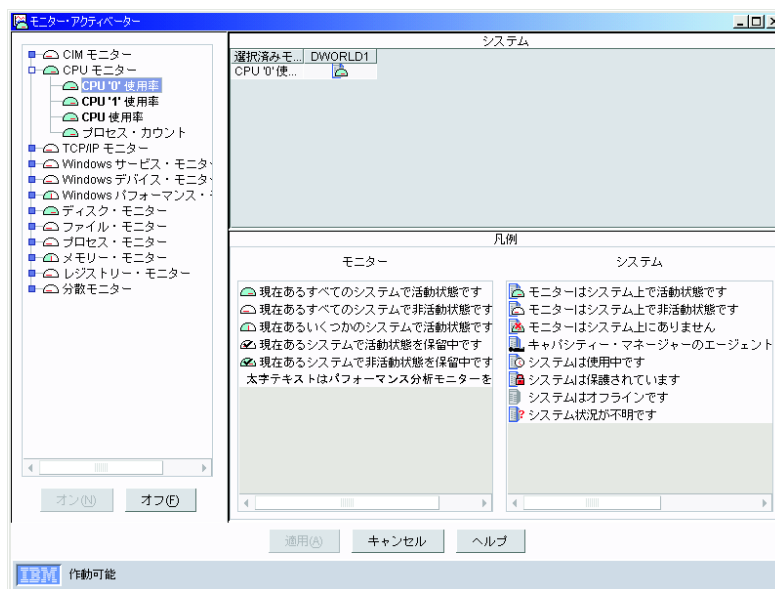 モニター・アクティベーター
CIM モニター
CPU モニター
CPU '0' 使用率
CPU '1' 使用率
CPU 使用率
プロセス・カウント
TCP/IP モニター
Windows サービス・モニタ
Windows デバイス・モニタ
Windows パフォーマンス・
ディスク・モニター
ファイル・モニター
プロセス・モニター
メモリー・モニター
レジストリー・モニター
分散モニター
オン(N)
オフ(F)
システム
選択済みモ... DWORLD1
CPU '0' 使...
凡例
モニター
現在あるすべてのシステムで活動状態です
現在あるすべてのシステムで非活動状態です
現在あるいくつかのシステムで活動状態です
現在あるシステムで活動状態を保留中です
現在あるシステムで非活動状態を保留中です
太字テキストはパフォーマンス分析モニターを
システム
モニターはシステム上で活動状態です
モニターはシステム上で非活動状態です
モニターはシステム上にありません
キャパシティー・マネージャーのエージェント
システムは使用中です
システムは保護されています
システムはオフラインです
システム状況が不明です
適用(A)
キャンセル
ヘルプ
IBM 作動可能